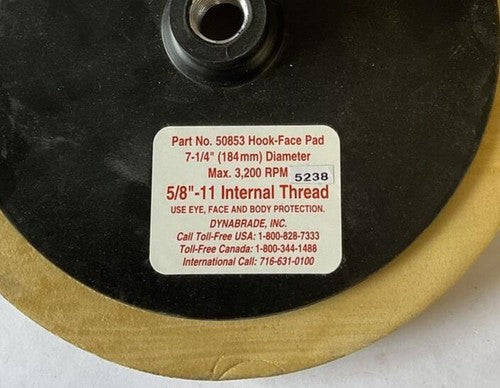 Part No. 50853 Hook-Face Pad
7-1/4" (184mm) Diameter
Max. 3,200 RPM 5238
5/8"-11 Internal Thread
USE EYE, FACE AND BODY PROTECTION.
DYNABRADE, INC.
Call Toll-Free USA: 1-800-828-7333
Toll-Free Canada: 1-800-344-1488
International Call: 716-631-0100